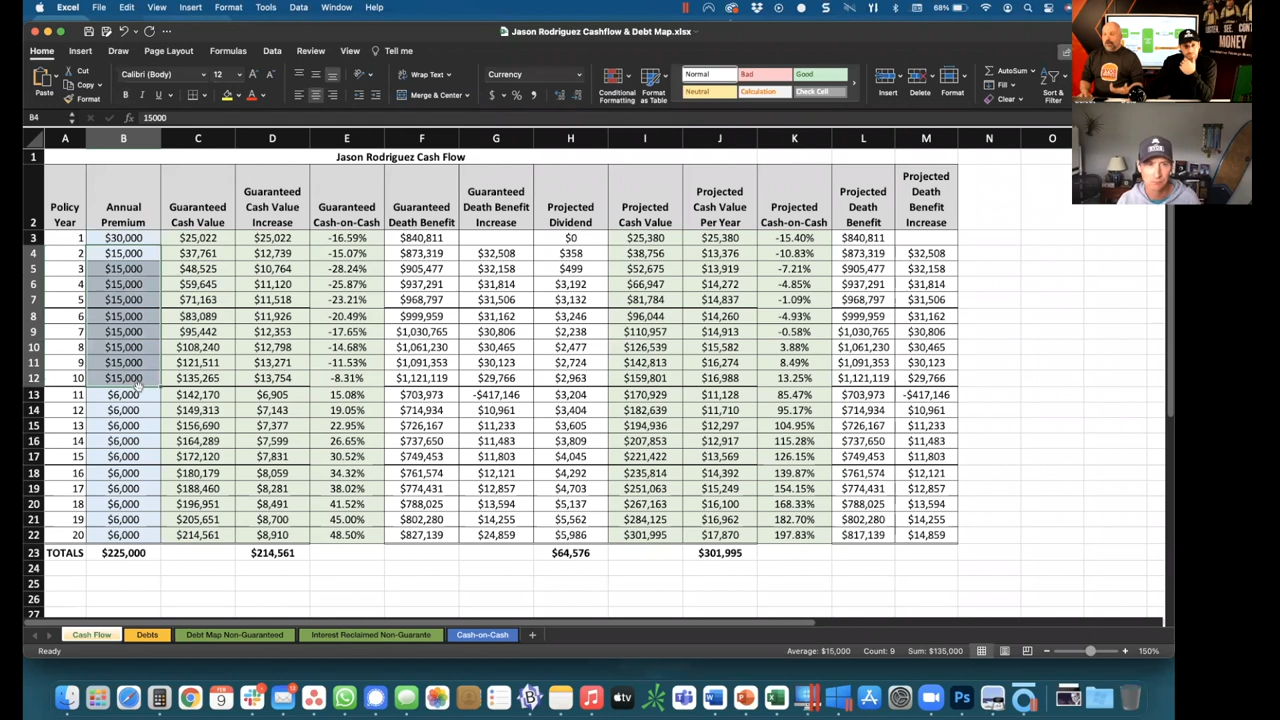 Excel File Edit View Insert Format Tools Data Window Help
Jason Rodriguez Cashflow & Debt Map.xlsx
Home Insert Draw Page Layout Formulas Data Review View Tell me
Paste Cut Copy Format
Calibri (Body) 12
B I U
Wrap Text
Merge & Center
Currency
$ %
Conditional Formatting
Format as Table
Normal Bad Good
Neutral Calculation Check Cell
Insert Delete Format
AutoSum
Fill
Clear
Sort & Filter
B4 fx 15000
A B C D E F G H I J K L M N O
1 Jason Rodriguez Cash Flow
2 Policy Year Annual Premium Guaranteed Cash Value Guaranteed Cash Value Increase Guaranteed Cash-on-Cash Guaranteed Death Benefit Guaranteed Death Benefit Increase Projected Dividend Projected Cash Value Projected Cash Value Per Year Projected Cash-on-Cash Projected Death Benefit Projected Death Benefit Increase
3 1 $30,000 $25,022 $25,022 -16.59% $840,811 $0 $25,380 $25,380 -15.40% $840,811
4 2 $15,000 $37,761 $12,739 -15.07% $873,319 $32,508 $358 $38,756 $13,376 -10.83% $873,319 $32,508
5 3 $15,000 $48,525 $10,764 -28.24% $905,477 $32,158 $499 $52,675 $13,919 -7.21% $905,477 $32,158
6 4 $15,000 $59,645 $11,120 -25.87% $937,291 $31,814 $3,192 $66,947 $14,272 -4.85% $937,291 $31,814
7 5 $15,000 $71,163 $11,518 -23.21% $968,797 $31,506 $3,132 $81,784 $14,837 -1.09% $968,797 $31,506
8 6 $15,000 $83,089 $11,926 -20.49% $999,959 $31,162 $3,246 $96,044 $14,260 -4.93% $999,959 $31,162
9 7 $15,000 $95,442 $12,353 -17.65% $1,030,765 $30,806 $2,238 $110,957 $14,913 -0.58% $1,030,765 $30,806
10 8 $15,000 $108,240 $12,798 -14.68% $1,061,230 $30,465 $2,477 $126,539 $15,582 3.88% $1,061,230 $30,465
11 9 $15,000 $121,511 $13,271 -11.53% $1,091,353 $30,123 $2,724 $142,813 $16,274 8.49% $1,091,353 $30,123
12 10 $15,000 $135,265 $13,754 -8.31% $1,121,119 $29,766 $2,963 $159,801 $16,988 13.25% $1,121,119 $29,766
13 11 $6,000 $142,170 $6,905 15.08% $703,973 -$417,146 $3,204 $170,929 $11,128 85.47% $703,973 -$417,146
14 12 $6,000 $149,313 $7,143 19.05% $714,934 $10,961 $3,404 $182,639 $11,710 95.17% $714,934 $10,961
15 13 $6,000 $156,690 $7,377 22.95% $726,167 $11,233 $3,605 $194,936 $12,297 104.95% $726,167 $11,233
16 14 $6,000 $164,289 $7,599 26.65% $737,650 $11,483 $3,809 $207,853 $12,917 115.28% $737,650 $11,483
17 15 $6,000 $172,120 $7,831 30.52% $749,453 $11,803 $4,045 $221,422 $13,569 126.15% $749,453 $11,803
18 16 $6,000 $180,179 $8,059 34.32% $761,574 $12,121 $4,292 $235,814 $14,392 139.87% $761,574 $12,121
19 17 $6,000 $188,460 $8,281 38.02% $774,431 $12,857 $4,703 $251,063 $15,249 154.15% $774,431 $12,857
20 18 $6,000 $196,951 $8,491 41.52% $788,025 $13,594 $5,137 $267,163 $16,100 168.33% $788,025 $13,594
21 19 $6,000 $205,651 $8,700 45.00% $802,280 $14,255 $5,562 $284,125 $16,962 182.70% $802,280 $14,255
22 20 $6,000 $214,561 $8,910 48.50% $827,139 $24,859 $5,986 $301,995 $17,870 197.83% $817,139 $14,859
23 TOTALS $225,000 $214,561 $64,576 $301,995
24
25
26
27
Cash Flow Debts Debt Map Non-Guaranteed Interest Reclaimed Non-Guarante Cash-on-Cash +
Ready Average: $15,000 Count: 9 Sum: $135,000 150%
FEB 9
tv
MONEY